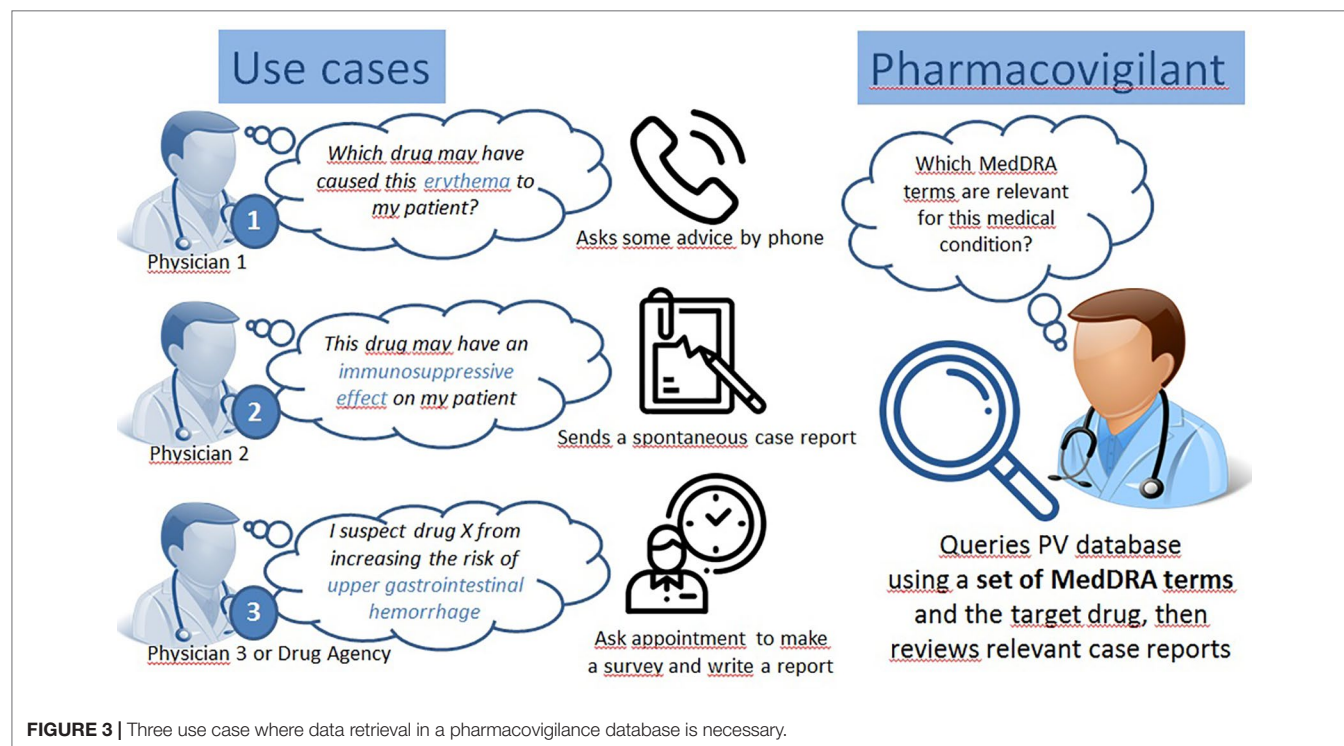 Use cases
Which drug may have
caused this erythema to
my patient?
1
Physician 1
Asks some advice by phone
This drug may have an
immunosuppressive
effect on my patient
2
Physician 2
Sends a spontaneous case report
I suspect drug X from
increasing the risk of
upper gastrointestinal
hemorrhage
3
Physician 3 or Drug Agency
Ask appointment to make
a survey and write a report
Pharmacovigilant
Which MedDRA
terms are relevant
for this medical
condition?
Queries PV database
using a set of MedDRA terms
and the target drug, then
reviews relevant case reports
FIGURE 3 | Three use case where data retrieval in a pharmacovigilance database is necessary.